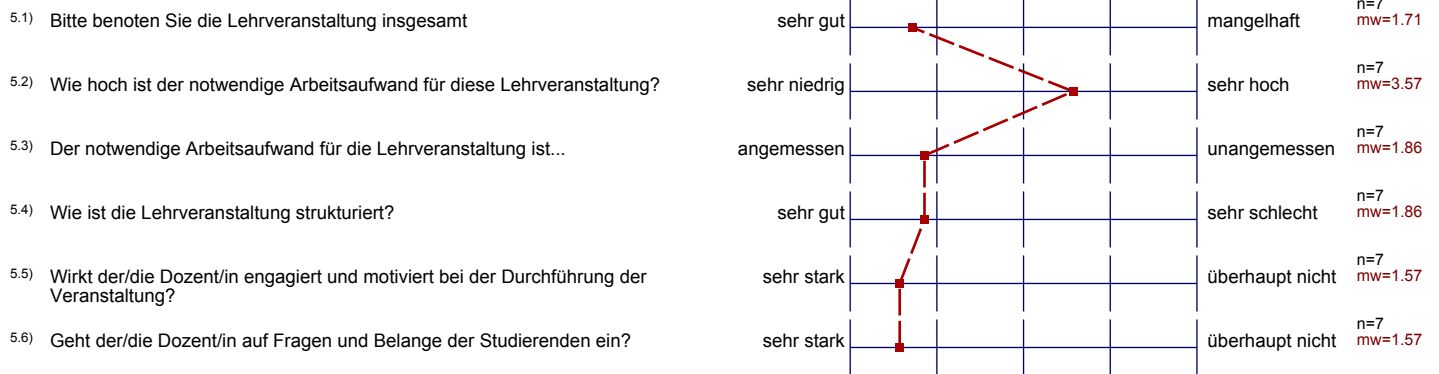 5.1) Bitte benoten Sie die Lehrveranstaltung insgesamt sehr gut mangelhaft n=7
mw=1.71
5.2) Wie hoch ist der notwendige Arbeitsaufwand für diese Lehrveranstaltung? sehr niedrig sehr hoch n=7
mw=3.57
5.3) Der notwendige Arbeitsaufwand für die Lehrveranstaltung ist... angemessen unangemessen n=7
mw=1.86
5.4) Wie ist die Lehrveranstaltung strukturiert? sehr gut sehr schlecht n=7
mw=1.86
5.5) Wirkt der/die Dozent/in engagiert und motiviert bei der Durchführung der sehr stark überhaupt nicht n=7
Veranstaltung? mw=1.57
5.6) Geht der/die Dozent/in auf Fragen und Belange der Studierenden ein? sehr stark überhaupt nicht n=7
mw=1.57